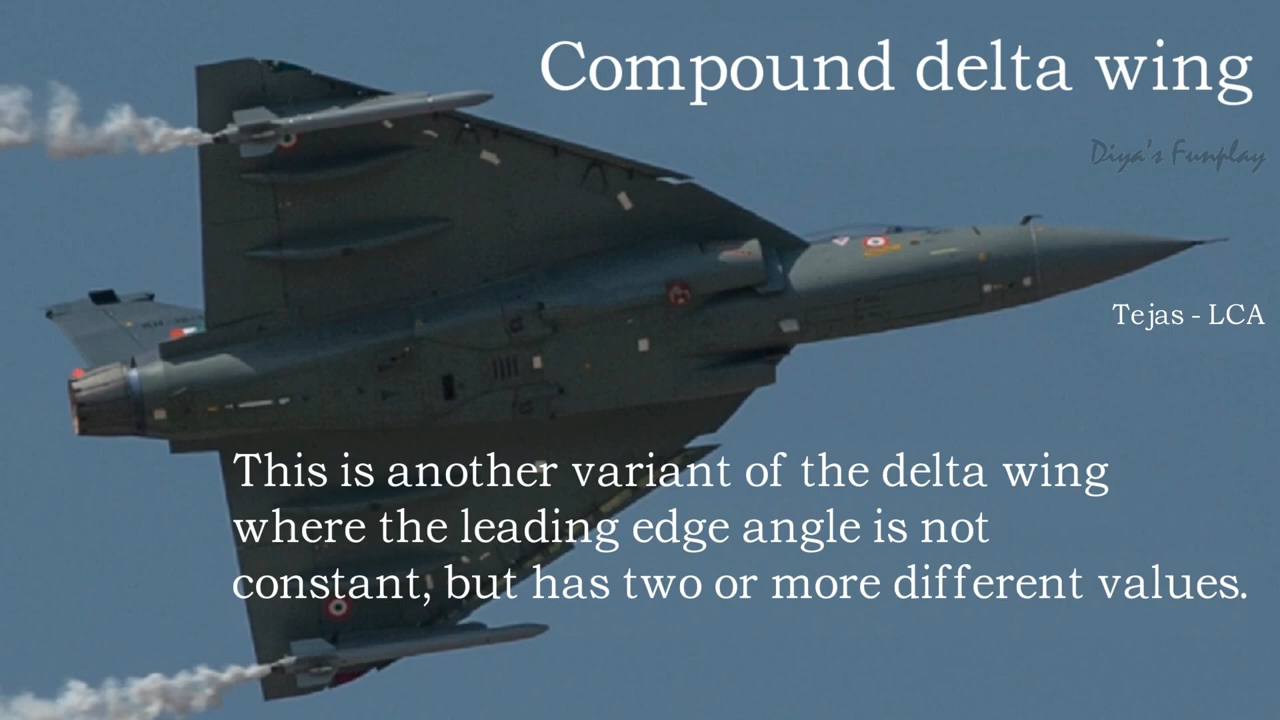 Compound delta wing
Diya's Funplay
Tejas - LCA
This is another variant of the delta wing
where the leading edge angle is not
constant, but has two or more different values.